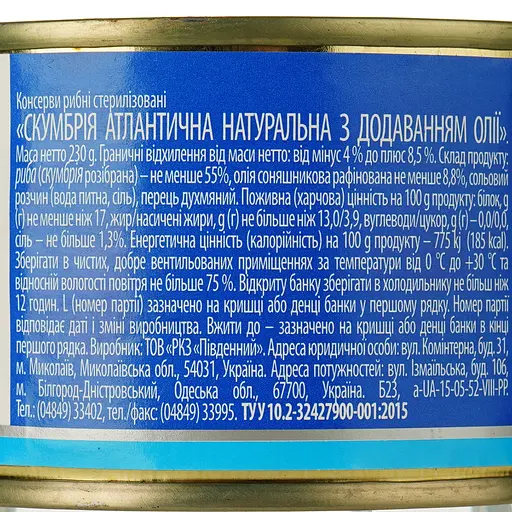 Консерви рибні стерилізовані
«СКУМБРІЯ АТЛАНТИЧНА НАТУРАЛЬНА З ДОДАВАННЯМ ОЛІЇ».
Маса нетто 230 g. Граничні відхилення від маси нетто: від мінус 4 % до плюс 8,5 %. Склад продукту:
риба (скумбрія розібрана) – не менше 55%, олія соняшникова рафінована не менше 8,8%, сольовий
розчин (вода питна, сіль), перець духмяний. Поживна (харчова) цінність на 100 g продукту: білок, g
(г) не менше ніж 17, жир/насичені жири, g (г) не більше ніж 13,0/3,9, вуглеводи/цукор, g (г) – 0,0/0,0,
сіль – не більше 1,3%. Енергетична цінність (калорійність) на 100 g продукту – 775 kj (185 kcal).
Зберігати в чистих, добре вентильованих приміщеннях за температури від 0 °С до +30 °С та
відносній вологості повітря не більше 75 %. Відкриту банку зберігати в холодильнику не більш ніж
12 годин. L (номер партії) зазначено на кришці або денці банки у першому рядку. Номер партії
відповідає даті і зміні виробництва. Вжити до – зазначено на кришці або денці банки в кінці
першого рядка. Виробник: ТОВ «РКЗ «Південний». Адреса юридичної особи: вул. Комінтерна, буд. 31,
м. Миколаїв, Миколаївська обл., 54031, Україна. Адреса потужностей: вул. Ізмаїльська, буд. 106,
м. Білгород-Дністровський, Одеська обл., 67700, Україна. Б23, a-UA-15-05-52-VIII-PP.
Тел.: (04849) 33402, тел./факс: (04849) 33995. ТУ У 10.2-32427900-001:2015